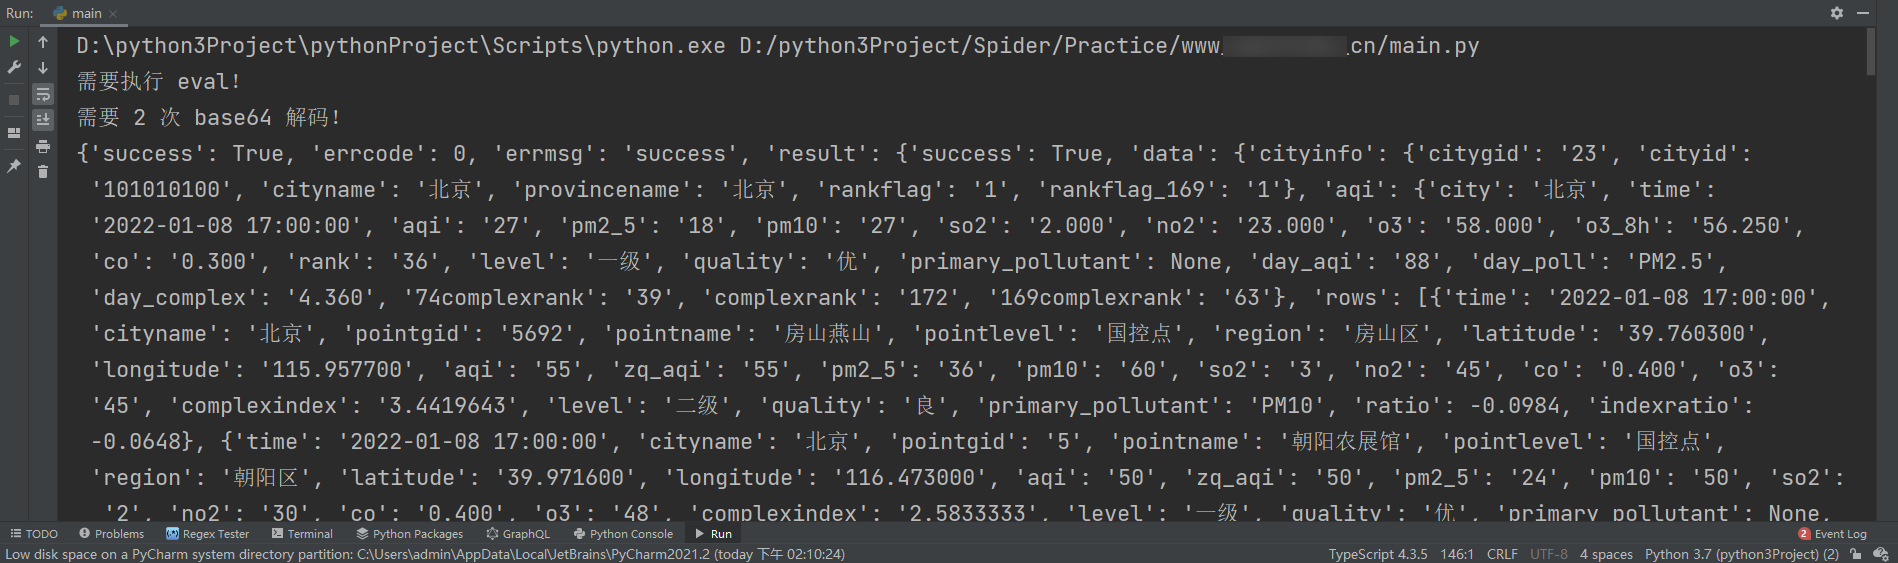 Run: main
D:\python3Project\pythonProject\Scripts\python.exe D:/python3Project/Spider/Practice/www. .cn/main.py
需要执行 eval!
需要 2 次 base64 解码!
{'success': True, 'errcode': 0, 'errmsg': 'success', 'result': {'success': True, 'data': {'cityinfo': {'citygid': '23', 'cityid':
'101010100', 'cityname': '北京', 'provincename': '北京', 'rankflag': '1', 'rankflag_169': '1'}, 'aqi': {'city': '北京', 'time':
'2022-01-08 17:00:00', 'aqi': '27', 'pm2_5': '18', 'pm10': '27', 'so2': '2.000', 'no2': '23.000', 'o3': '58.000', 'o3_8h': '56.250',
'co': '0.300', 'rank': '36', 'level': '一级', 'quality': '优', 'primary_pollutant': None, 'day_aqi': '88', 'day_poll': 'PM2.5',
'day_complex': '4.360', '74complexrank': '39', 'complexrank': '172', '169complexrank': '63'}, 'rows': [{'time': '2022-01-08 17:00:00',
'cityname': '北京', 'pointgid': '5692', 'pointname': '房山燕山', 'pointlevel': '国控点', 'region': '房山区', 'latitude': '39.760300',
'longitude': '115.957700', 'aqi': '55', 'zq_aqi': '55', 'pm2_5': '36', 'pm10': '60', 'so2': '3', 'no2': '45', 'co': '0.400', 'o3':
'45', 'complexindex': '3.4419643', 'level': '二级', 'quality': '良', 'primary_pollutant': 'PM10', 'ratio': -0.0984, 'indexratio':
-0.0648}, {'time': '2022-01-08 17:00:00', 'cityname': '北京', 'pointgid': '5', 'pointname': '朝阳农展馆', 'pointlevel': '国控点',
'region': '朝阳区', 'latitude': '39.971600', 'longitude': '116.473000', 'aqi': '50', 'zq_aqi': '50', 'pm2_5': '24', 'pm10': '50', 'so2':
'2', 'no2': '30', 'co': '0.400', 'o3': '48', 'complexindex': '2.5833333', 'level': '一级', 'quality': '优', 'primary_pollutant': None,
TODO Problems Regex Tester Terminal Python Packages GraphQL Python Console Run 2 Event Log
Low disk space on a PyCharm system directory partition: C:\Users\admin\AppData\Local\JetBrains\PyCharm2021.2 (today 下午 02:10:24) TypeScript 4.3.5 146:1 CRLF UTF-8 4 spaces Python 3.7 (python3Project) (2)